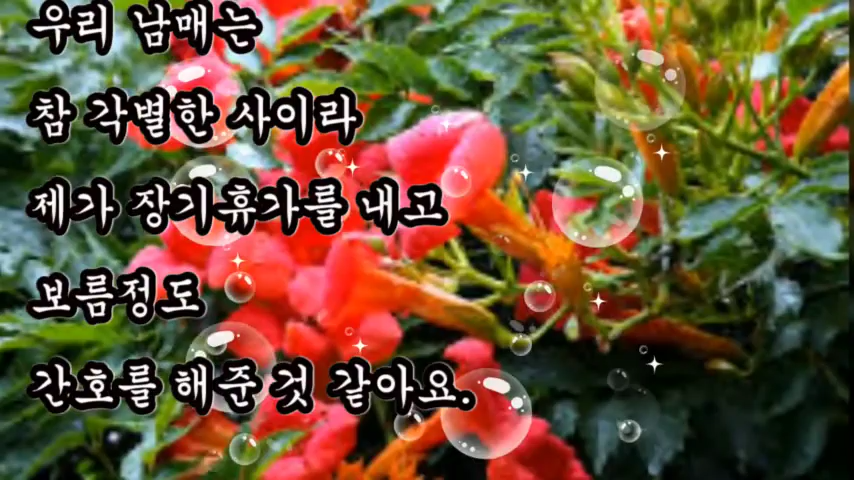 우리 남매는
참 각별한 사이라
제가 장기휴가를 내고
보름정도
간호를 해준 것 같아요.